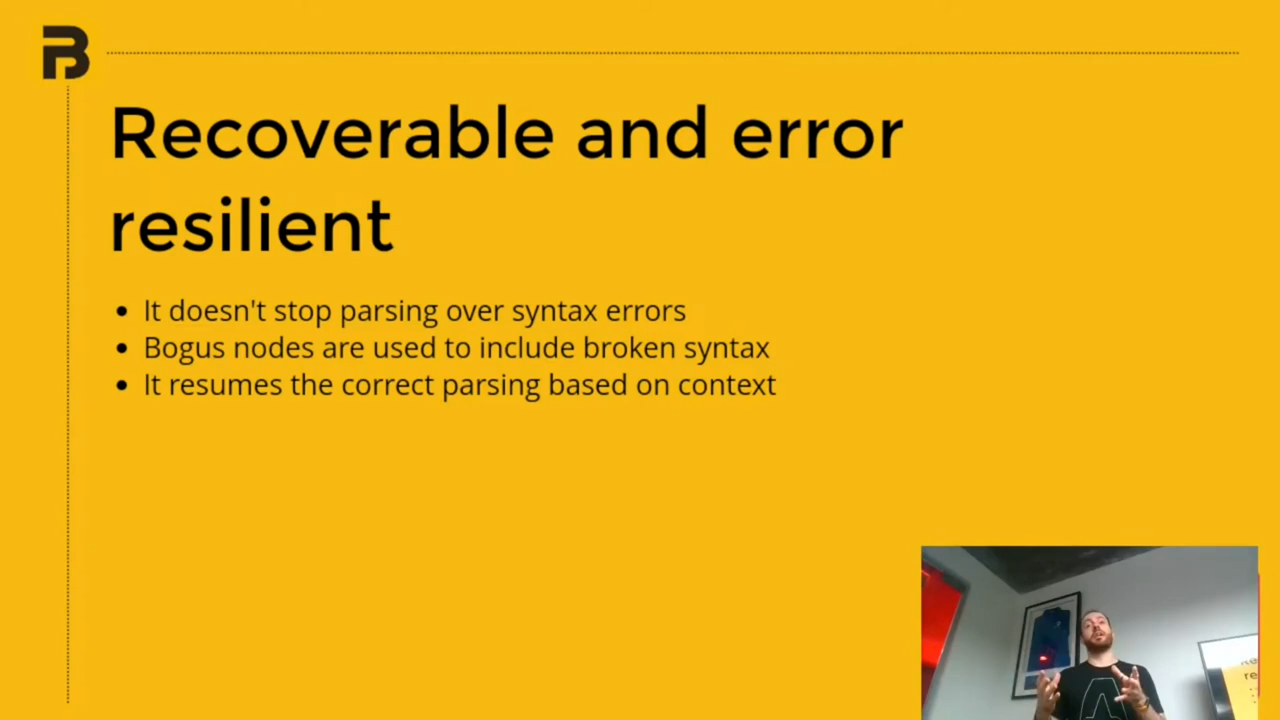 Recoverable and error
resilient
It doesn't stop parsing over syntax errors
Bogus nodes are used to include broken syntax
It resumes the correct parsing based on context